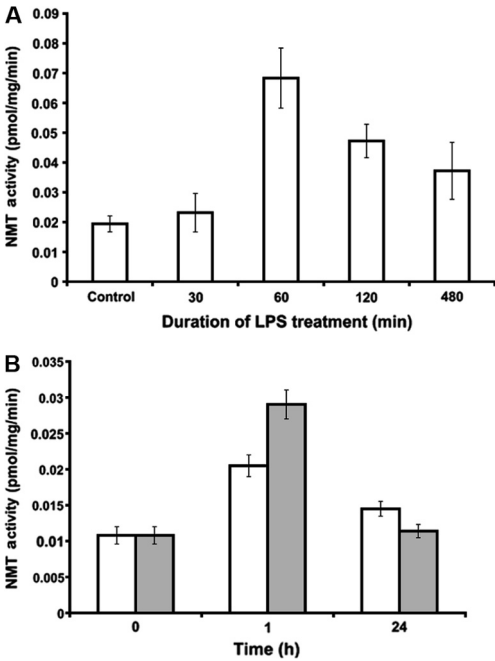 A
NMT activity (pmol/mg/min)
0.09
0.08
0.07
0.06
0.05
0.04
0.03
0.02
0.01
0
Control 30 60 120 480
Duration of LPS treatment (min)
B
NMT activity (pmol/mg/min)
0.035
0.03
0.025
0.02
0.015
0.01
0.005
0
0 1 24
Time (h)